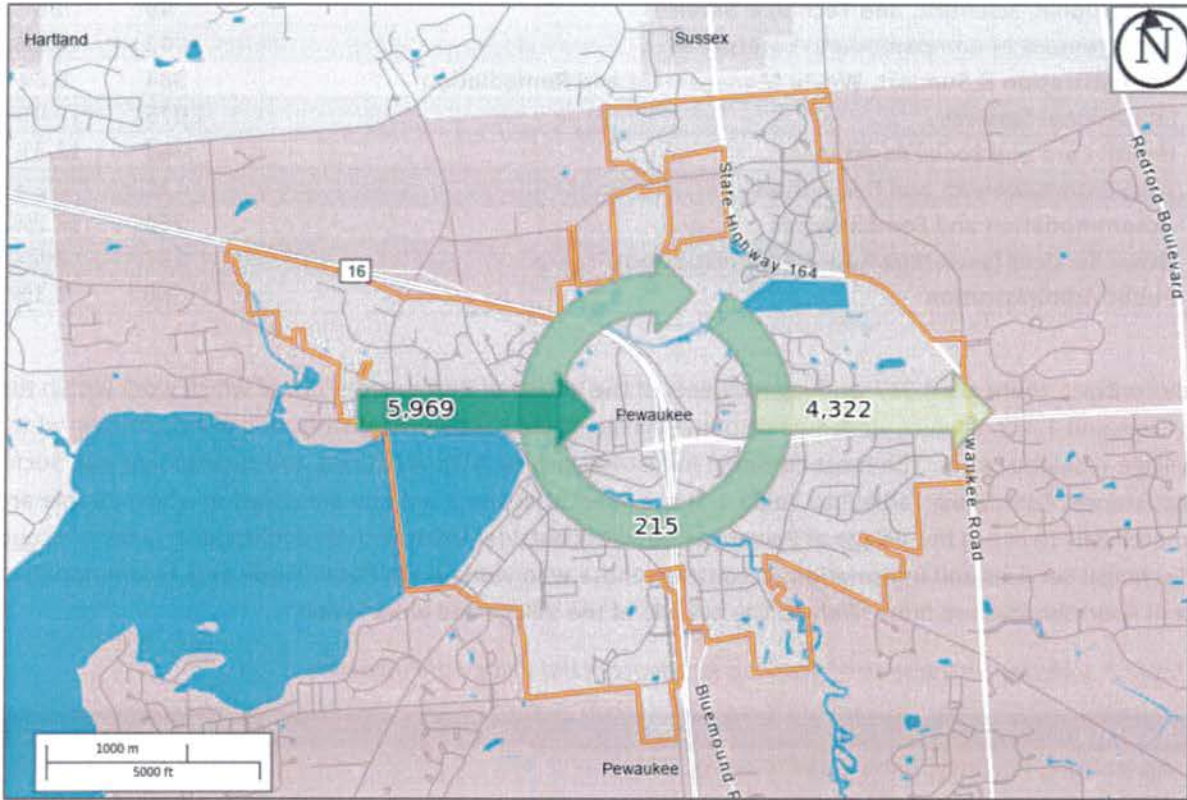 Hartland
Sussex
N
Redford Boulevard
State Highway 164
16
5,969
Pewaukee
4,322
waukee Road
215
Bluemound R
1000 m
5000 ft
Pewaukee